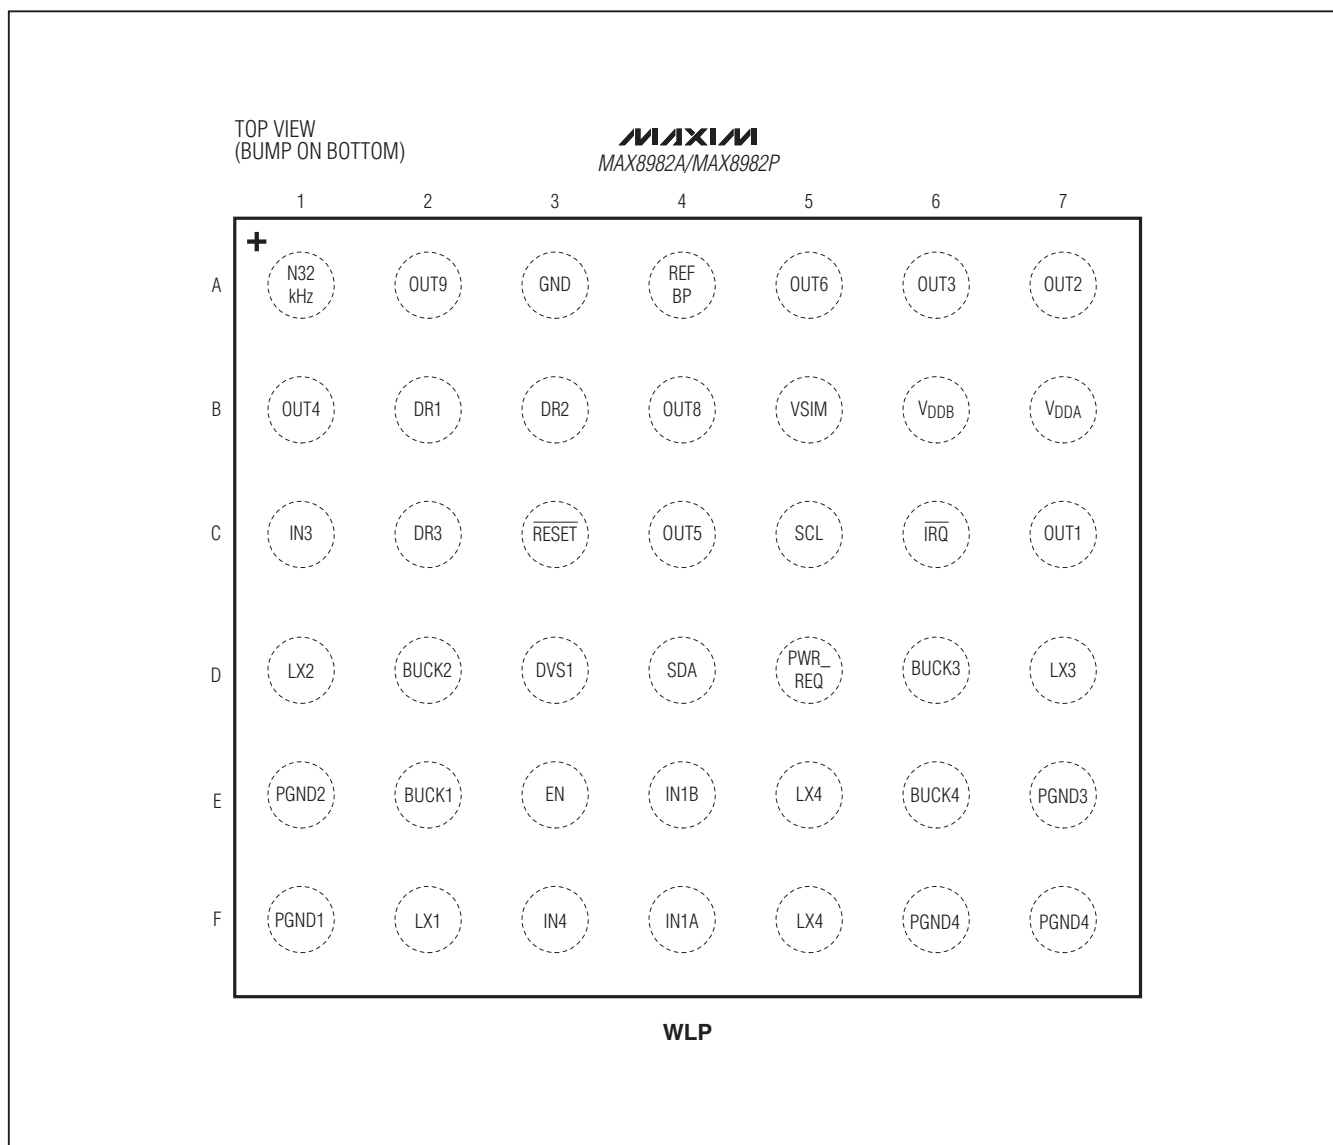 TOP VIEW
(BUMP ON BOTTOM)
MAXIM
MAX8982A/MAX8982P
1 2 3 4 5 6 7
+
A N32 kHz OUT9 GND REF BP OUT6 OUT3 OUT2
B OUT4 DR1 DR2 OUT8 VSIM VDDB VDDA
C IN3 DR3 RESET OUT5 SCL IRQ OUT1
D LX2 BUCK2 DVS1 SDA PWR_ REQ BUCK3 LX3
E PGND2 BUCK1 EN IN1B LX4 BUCK4 PGND3
F PGND1 LX1 IN4 IN1A LX4 PGND4 PGND4
WLP